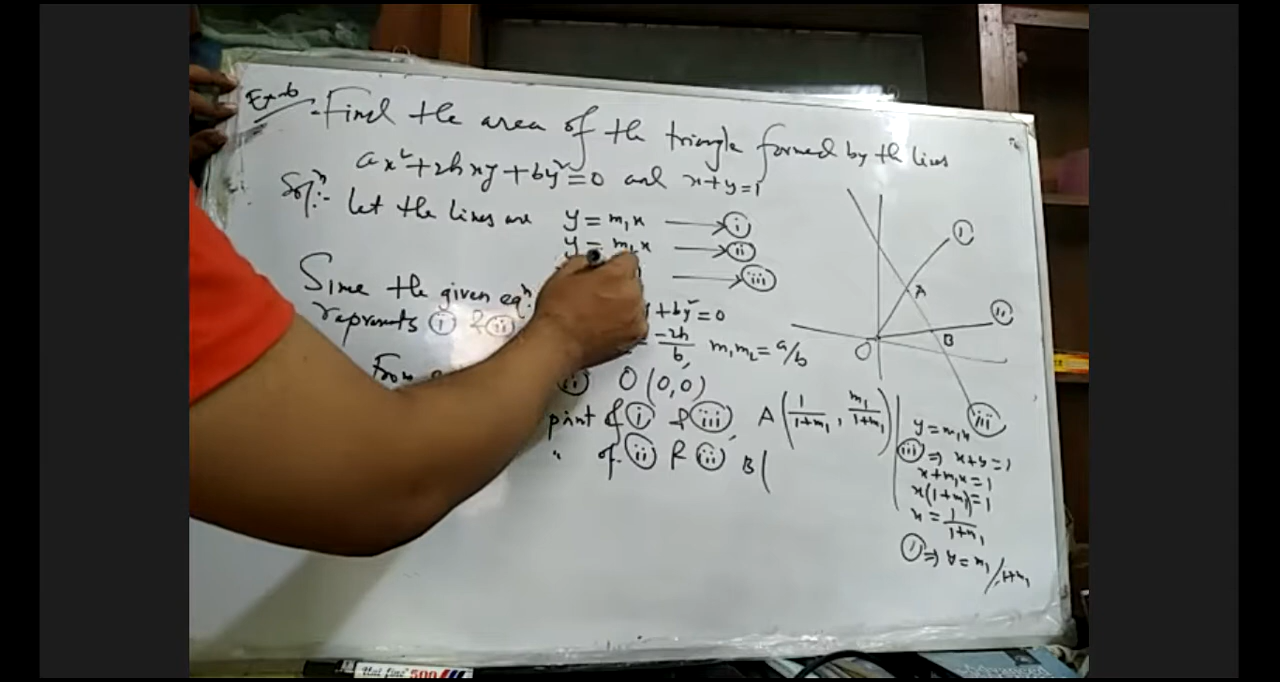 Ex-6
Find the area of the triangle formed by the lines
ax²+2hxy+by²=0 and x+y=1
Solⁿ:- Let the lines are y=m₁x → (i)
y=m₂x → (ii)
→ (iii)
Since the given eqⁿ. +by²=0
represents (i) & (ii) -2h/b, m₁m₂=a/b
From (ii) O(0,0)
point of (i) & (iii), A(1/(1+m₁), m₁/(1+m₁))
" of (ii) & (iii) B(
(i)
A
(ii)
B
O
(iii)
y=m₁x
(iii) ⇒ x+y=1
x+m₁x=1
x(1+m₁)=1
x=1/(1+m₁)
(i) ⇒ y=m₁/1+m₁
500